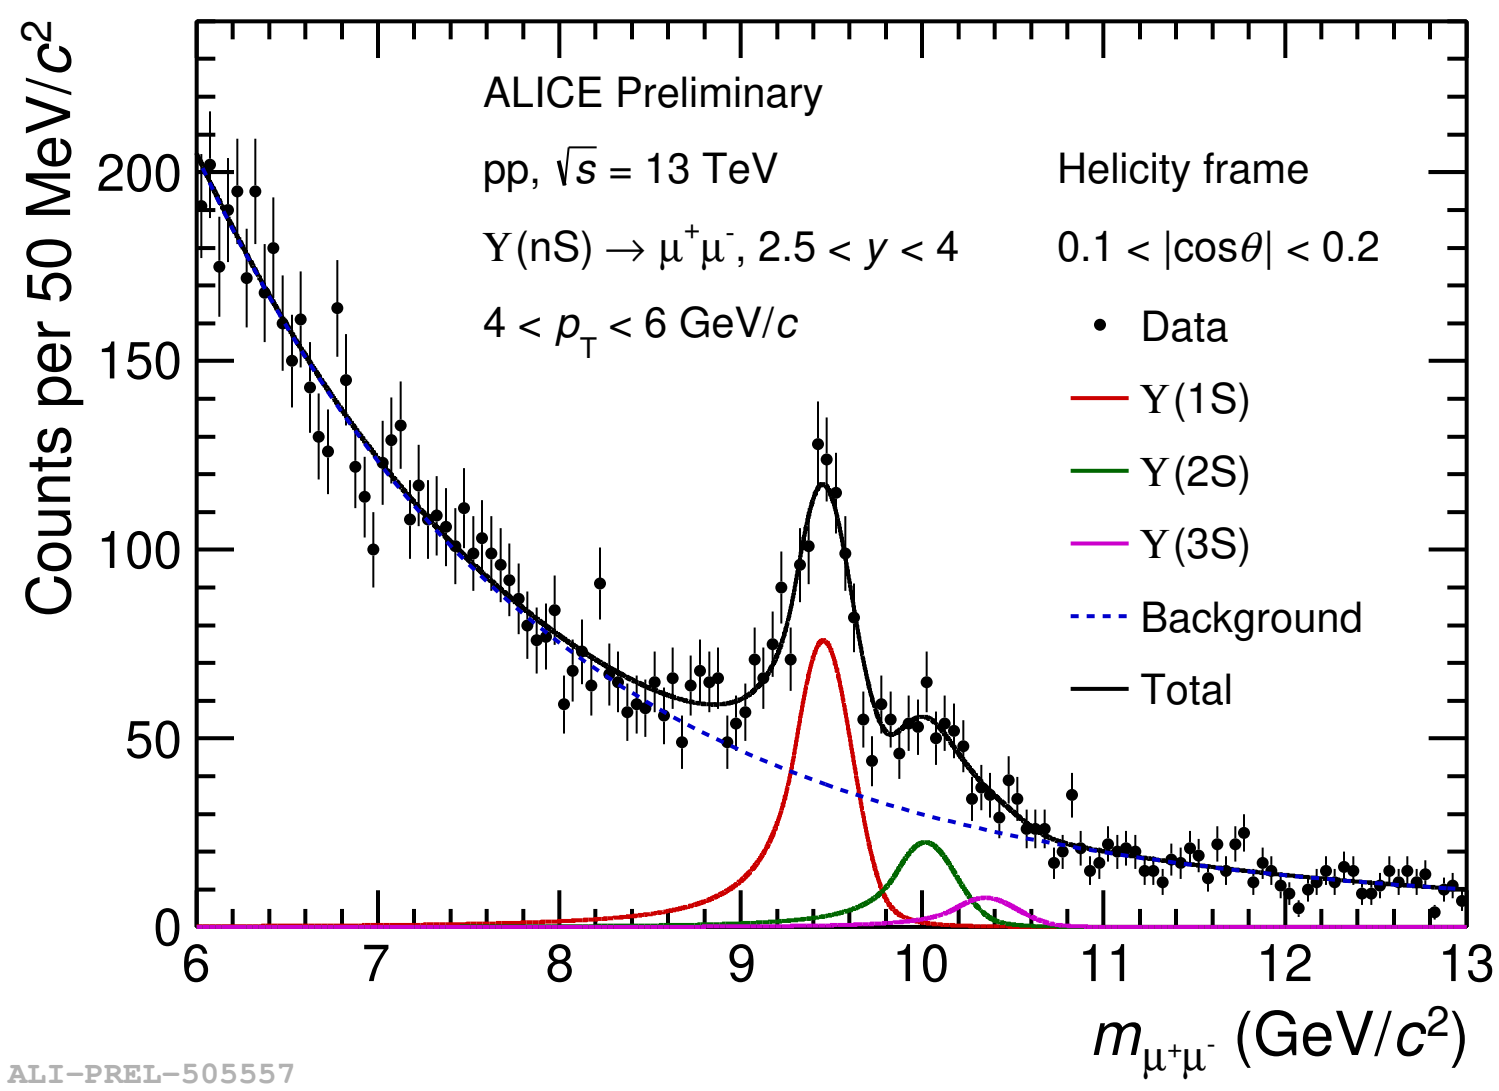 Counts per 50 MeV/c²
200
150
100
50
0
ALICE Preliminary
pp, √s = 13 TeV
ϒ(nS) → μ⁺μ⁻, 2.5 < y < 4
4 < p_T < 6 GeV/c
Helicity frame
0.1 < |cosθ| < 0.2
Data
ϒ(1S)
ϒ(2S)
ϒ(3S)
Background
Total
6 7 8 9 10 11 12 13
m_μ⁺μ⁻ (GeV/c²)
ALI-PREL-505557